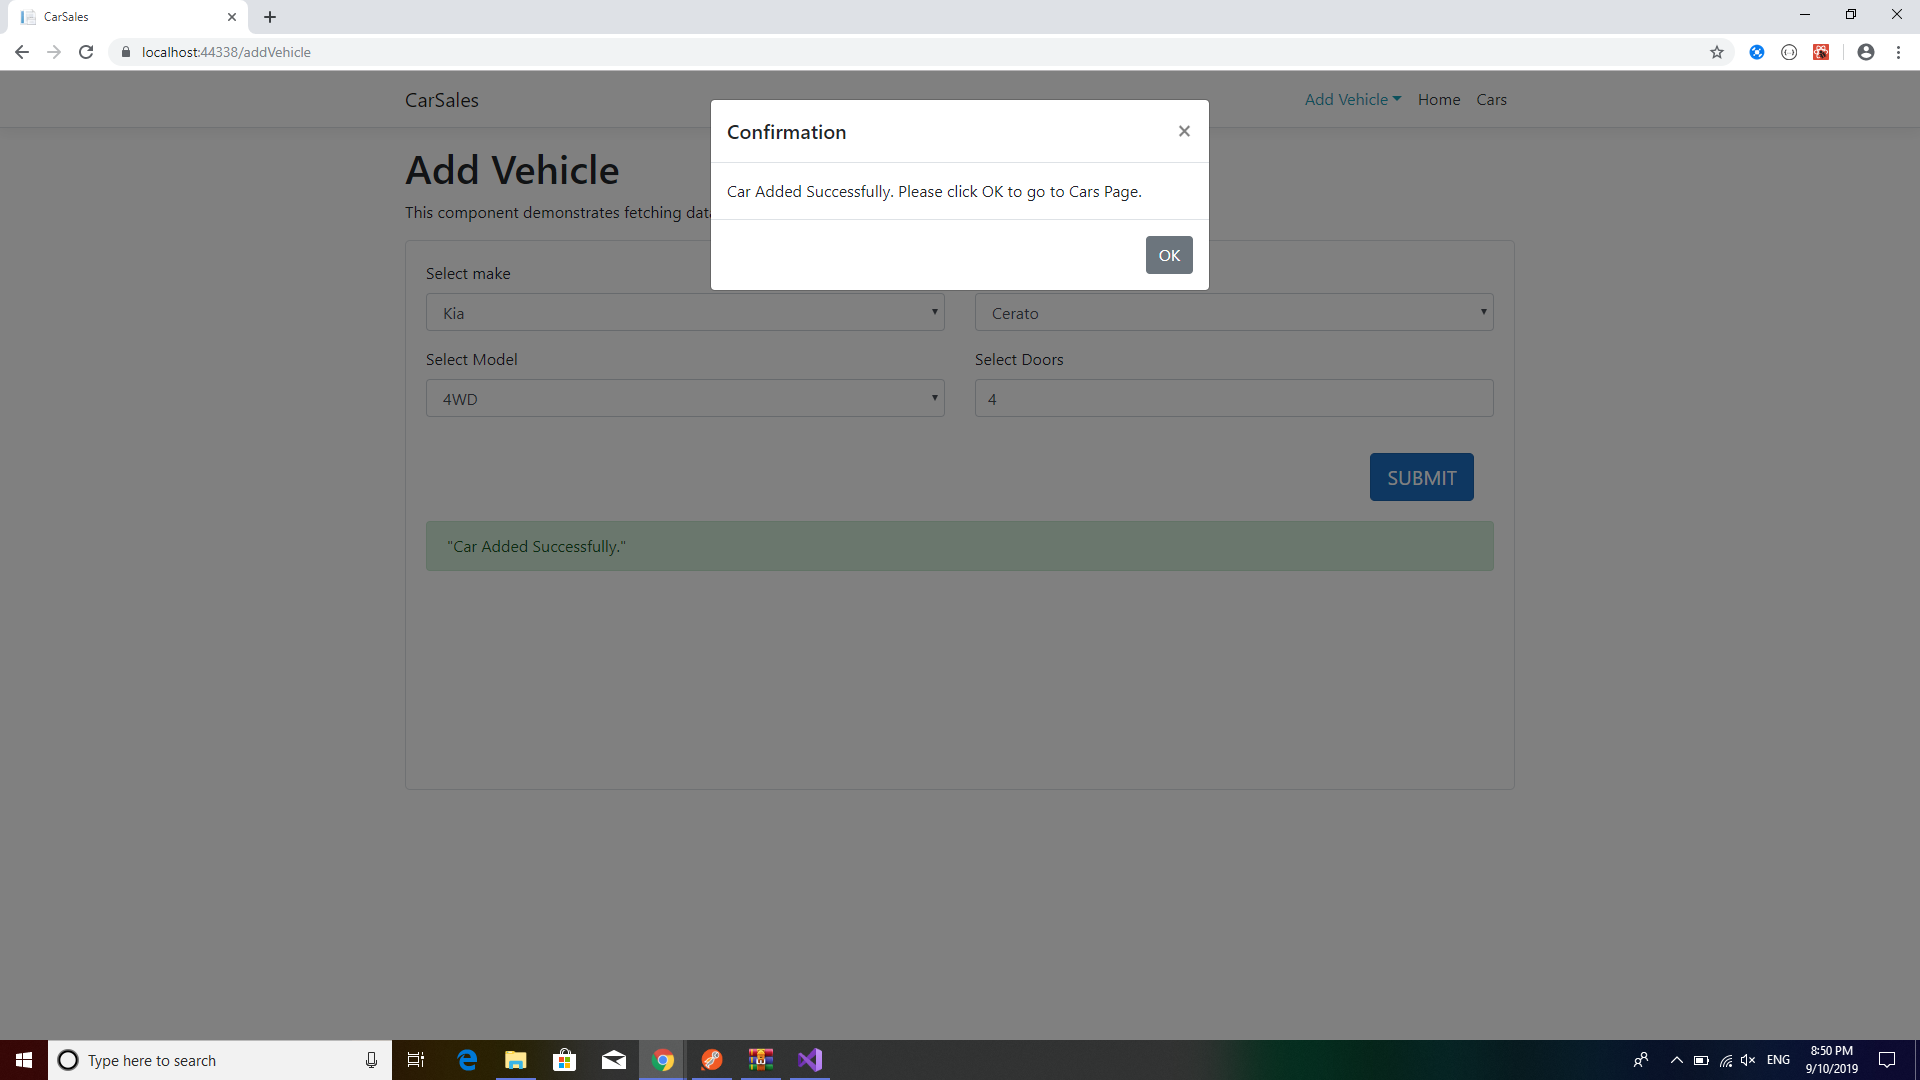 CarSales
localhost:44338/addVehicle
CarSales
Add Vehicle
Home
Cars
Confirmation
×
Car Added Successfully. Please click OK to go to Cars Page.
OK
Add Vehicle
This component demonstrates fetching data
Select make
Kia
Cerato
Select Model
Select Doors
4WD
4
SUBMIT
"Car Added Successfully."
Type here to search
ENG
8:50 PM
9/10/2019